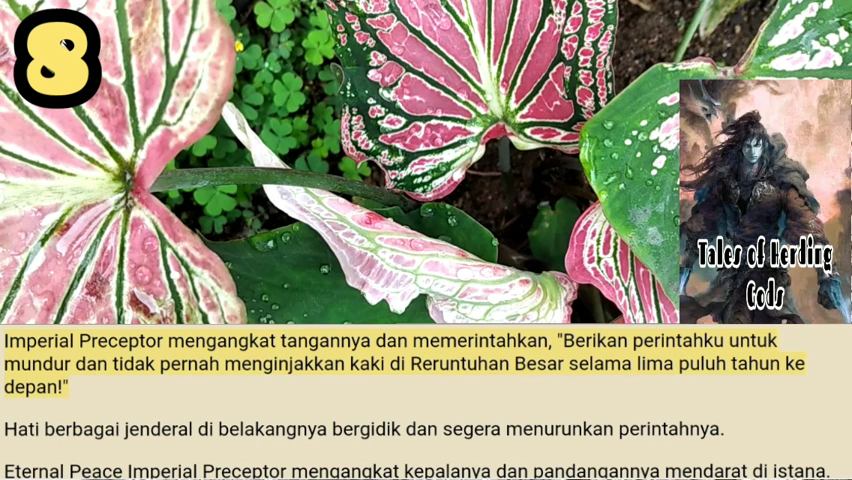 8
Tales of Herding
Gods
Imperial Preceptor mengangkat tangannya dan memerintahkan, "Berikan perintahku untuk
mundur dan tidak pernah menginjakkan kaki di Reruntuhan Besar selama lima puluh tahun ke
depan!"
Hati berbagai jenderal di belakangnya bergidik dan segera menurunkan perintahnya.
Eternal Peace Imperial Preceptor mengangkat kepalanya dan pandangannya mendarat di istana.